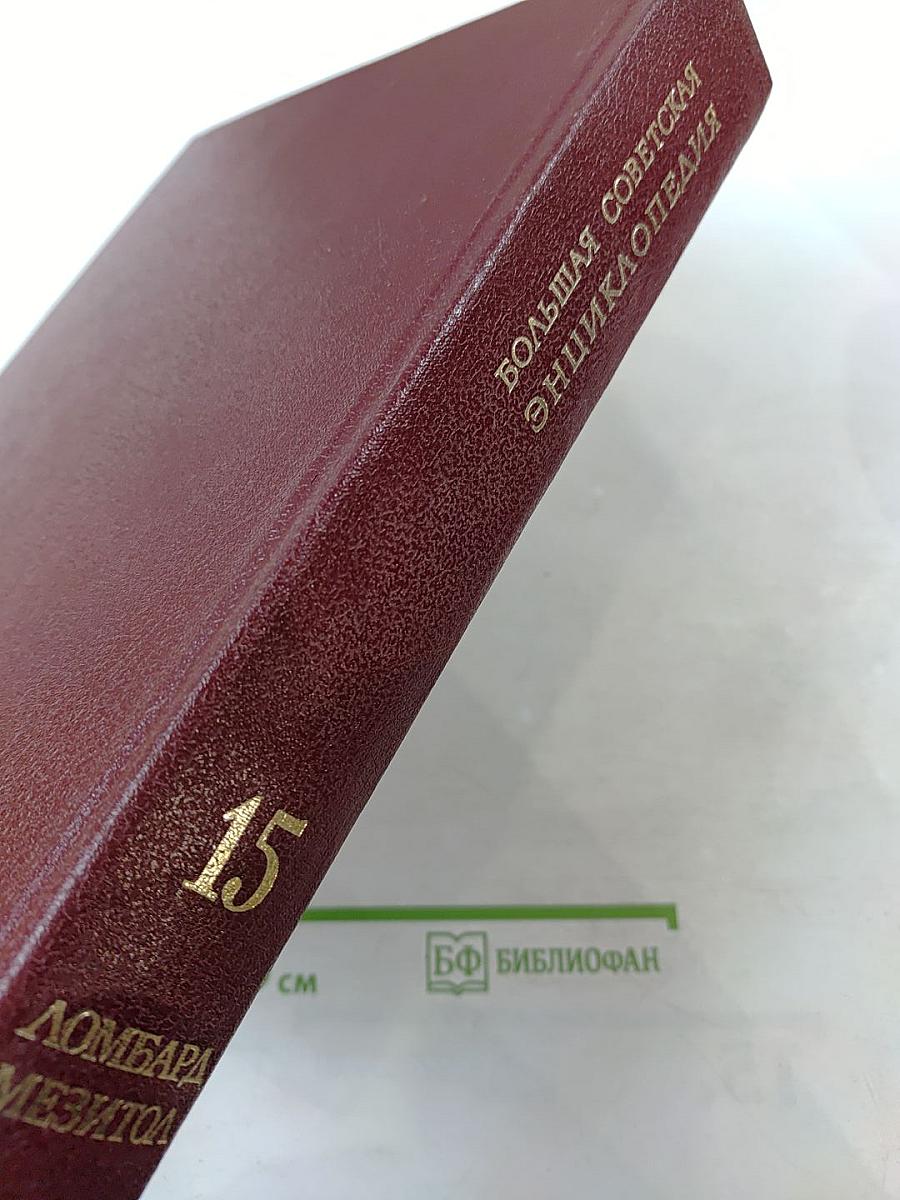 БОЛЬШАЯ СОВЕТСКАЯ
ЭНЦИКЛОПЕДИЯ
15
ЛОМБАРД
МЕЗИТОЛ
СМ
БФ БИБЛИОФАН